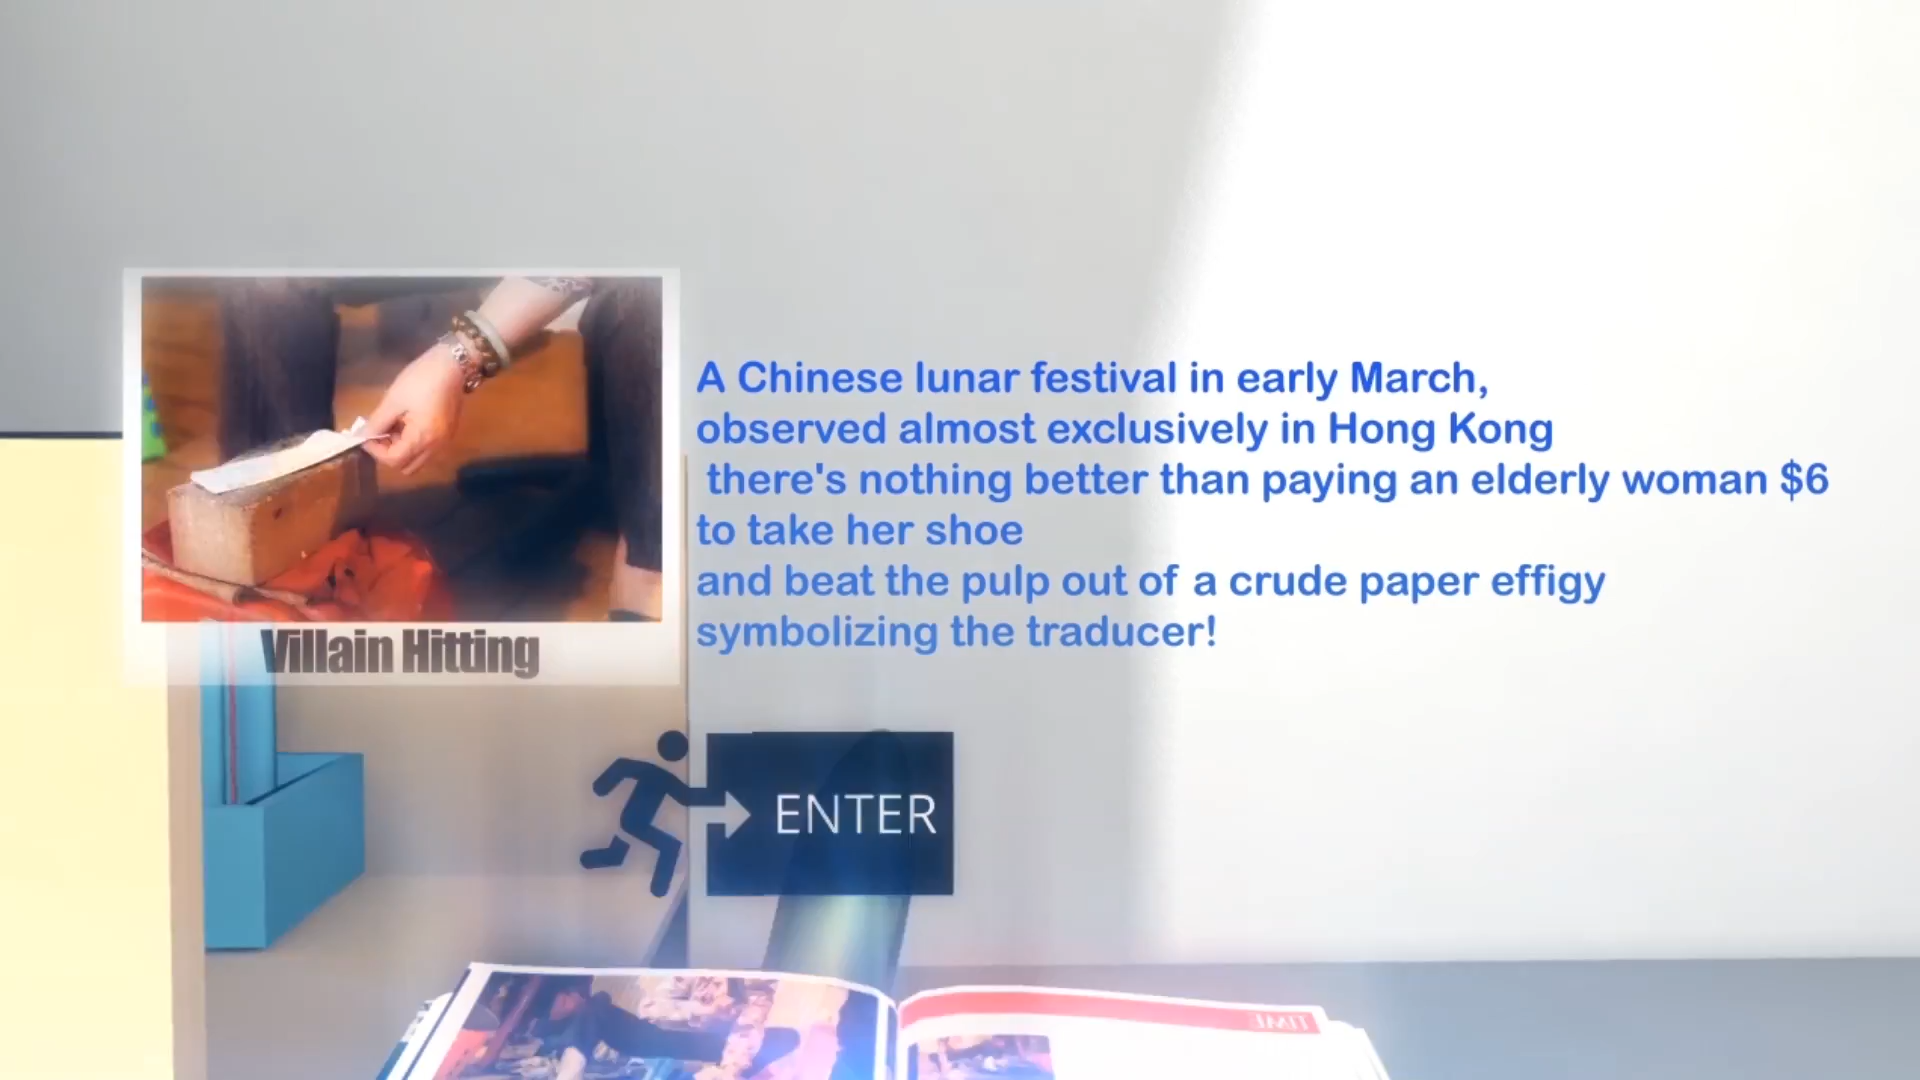 A Chinese lunar festival in early March,
observed almost exclusively in Hong Kong
there's nothing better than paying an elderly woman $6
to take her shoe
and beat the pulp out of a crude paper effigy
symbolizing the traducer!
Villain Hitting
ENTER
TIME